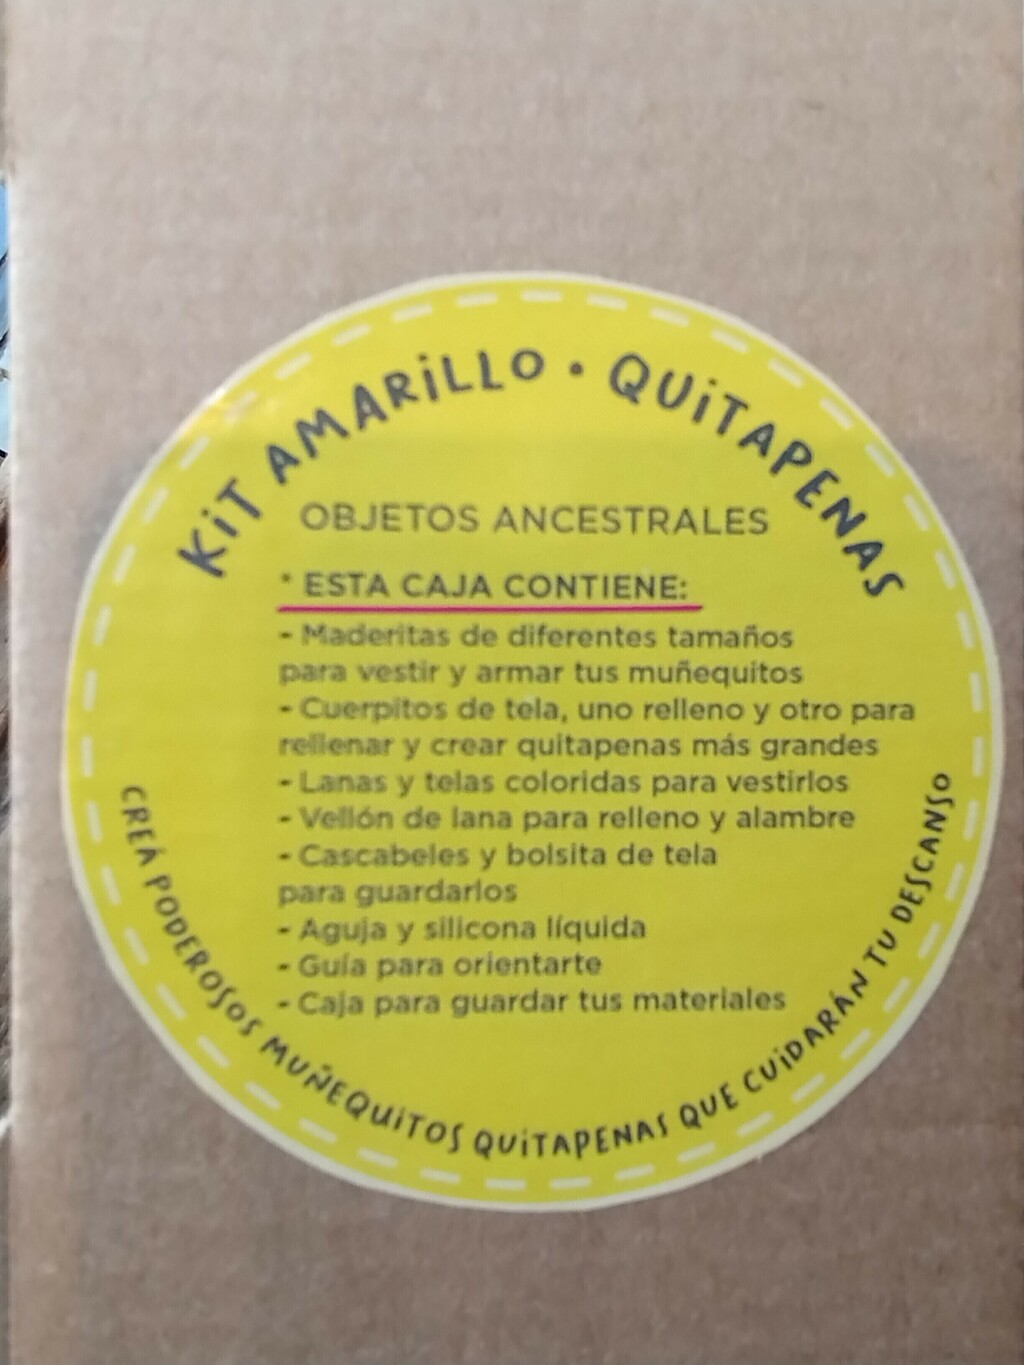 KiT AMARiLLO • QUiTAPENAS
OBJETOS ANCESTRALES
* ESTA CAJA CONTIENE:
- Maderitas de diferentes tamaños
para vestir y armar tus muñequitos
- Cuerpitos de tela, uno relleno y otro para
rellenar y crear quitapenas más grandes
- Lanas y telas coloridas para vestirlos
- Vellón de lana para relleno y alambre
- Cascabeles y bolsita de tela
para guardarlos
- Aguja y silicona líquida
- Guía para orientarte
- Caja para guardar tus materiales
CREÁ PODEROSOS MUÑEQUiTOS QUiTAPENAS QUE CUiDARÁN TU DESCANSO